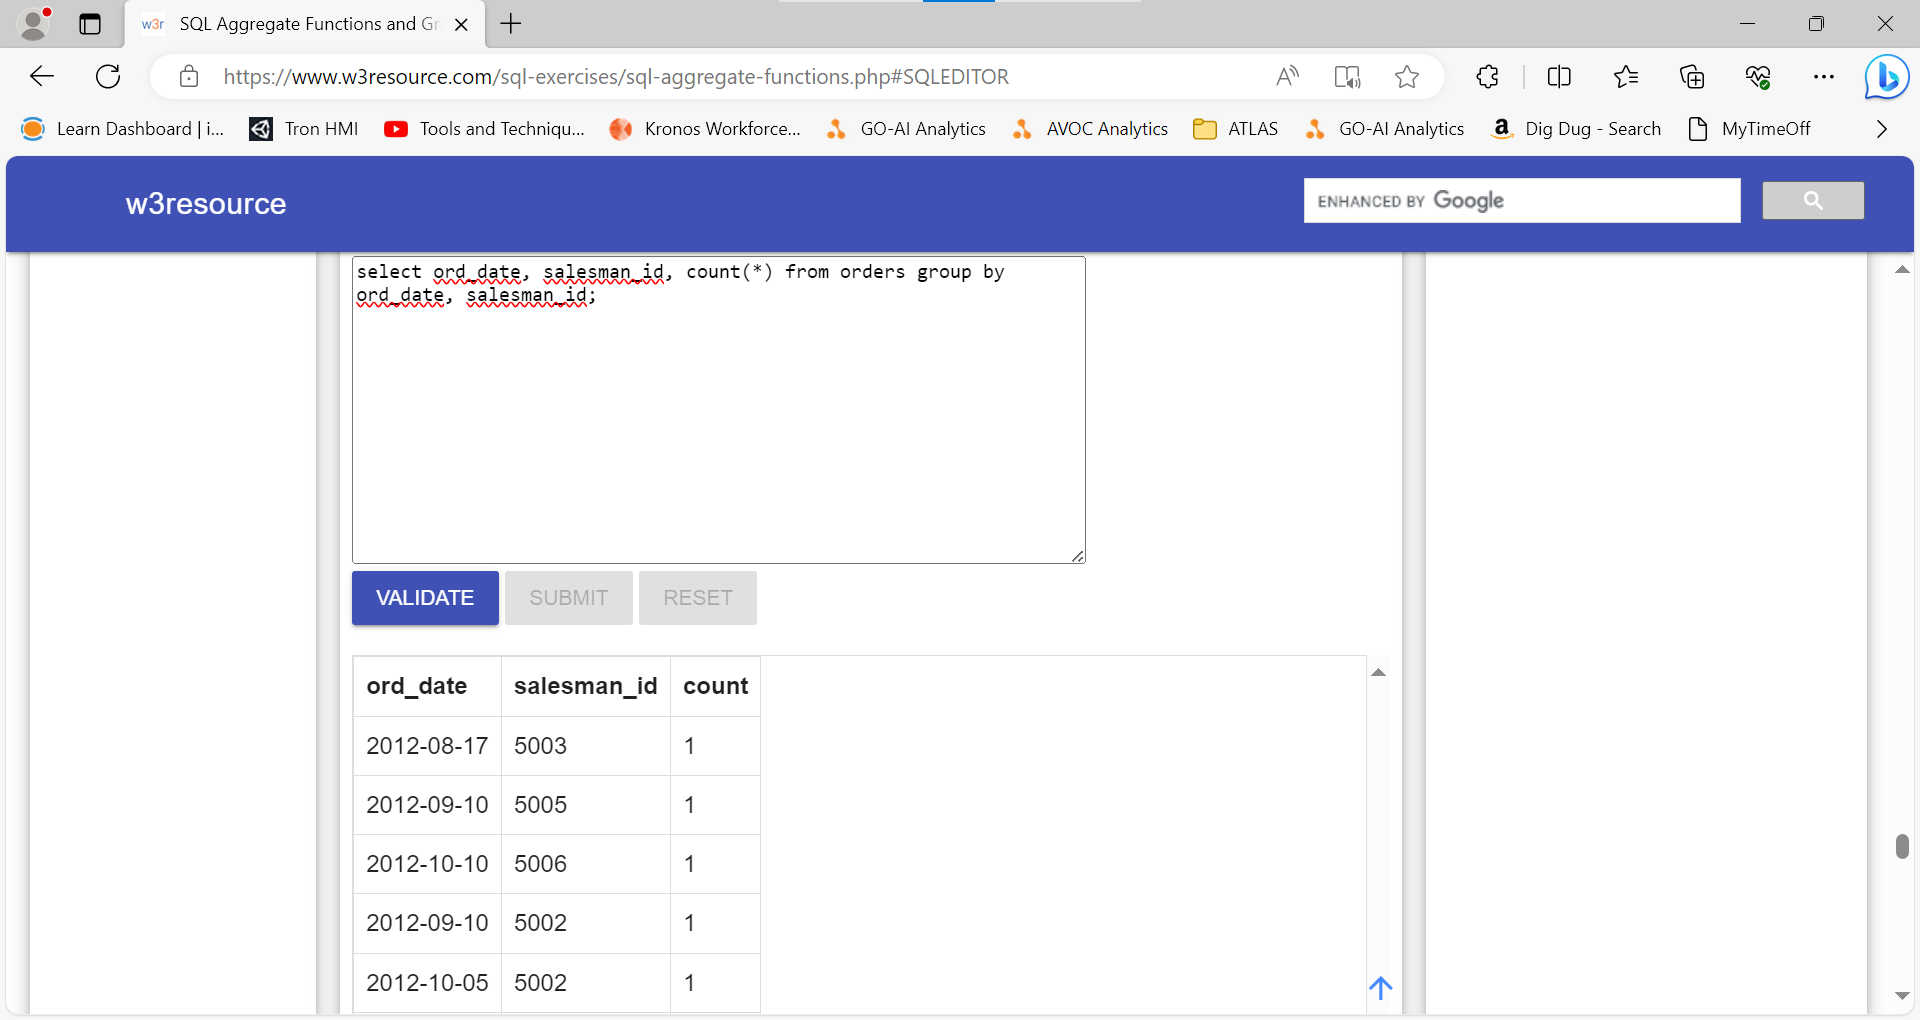 w3r SQL Aggregate Functions and Gr
https://www.w3resource.com/sql-exercises/sql-aggregate-functions.php#SQLEDITOR
Learn Dashboard | i... Tron HMI Tools and Techniqu... Kronos Workforce... GO-AI Analytics AVOC Analytics ATLAS GO-AI Analytics Dig Dug - Search MyTimeOff
w3resource ENHANCED BY Google
select ord_date, salesman_id, count(*) from orders group by
ord_date, salesman_id;
VALIDATE SUBMIT RESET
ord_date salesman_id count
2012-08-17 5003 1
2012-09-10 5005 1
2012-10-10 5006 1
2012-09-10 5002 1
2012-10-05 5002 1